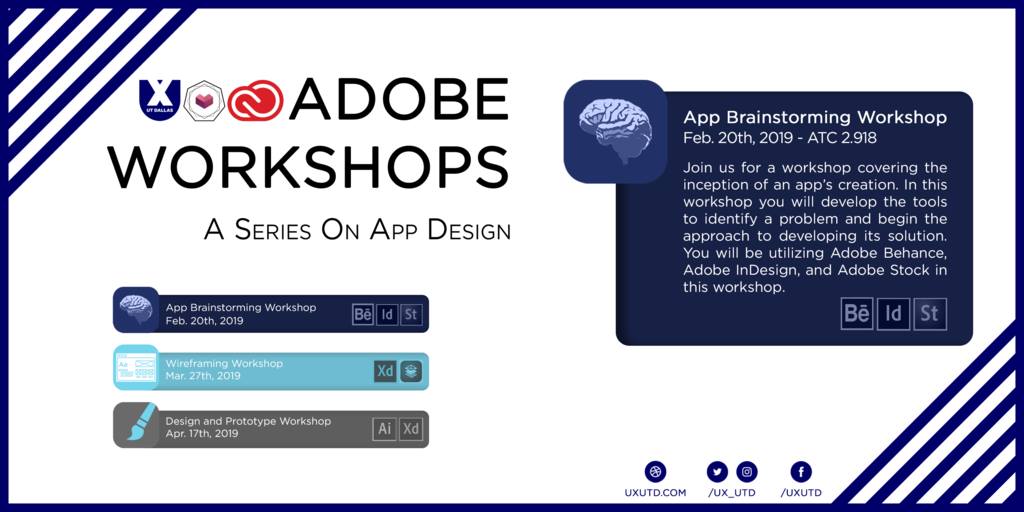 X
UT DALLAS
ADOBE
WORKSHOPS
A SERIES ON APP DESIGN
App Brainstorming Workshop
Feb. 20th, 2019
Bē Id St
Wireframing Workshop
Mar. 27th, 2019
Aa
Xd
Design and Prototype Workshop
Apr. 17th, 2019
Ai Xd
App Brainstorming Workshop
Feb. 20th, 2019 - ATC 2.918
Join us for a workshop covering the
inception of an app's creation. In this
workshop you will develop the tools
to identify a problem and begin the
approach to developing its solution.
You will be utilizing Adobe Behance,
Adobe InDesign, and Adobe Stock in
this workshop.
Bē Id St
UXUTD.COM /UX_UTD /UXUTD